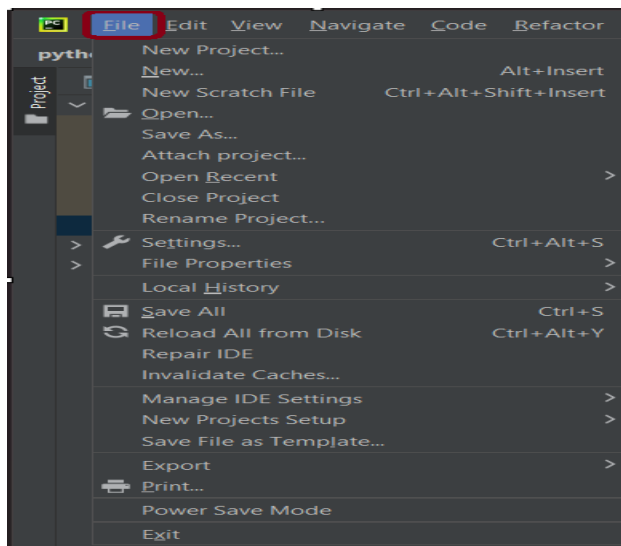 PC File Edit View Navigate Code Refactor
pyth
Project
New Project...
New... Alt+Insert
New Scratch File Ctrl+Alt+Shift+Insert
Open...
Save As...
Attach project...
Open Recent >
Close Project
Rename Project...
Settings... Ctrl+Alt+S
File Properties >
Local History >
Save All Ctrl+S
Reload All from Disk Ctrl+Alt+Y
Repair IDE
Invalidate Caches...
Manage IDE Settings >
New Projects Setup >
Save File as Template...
Export >
Print...
Power Save Mode
Exit